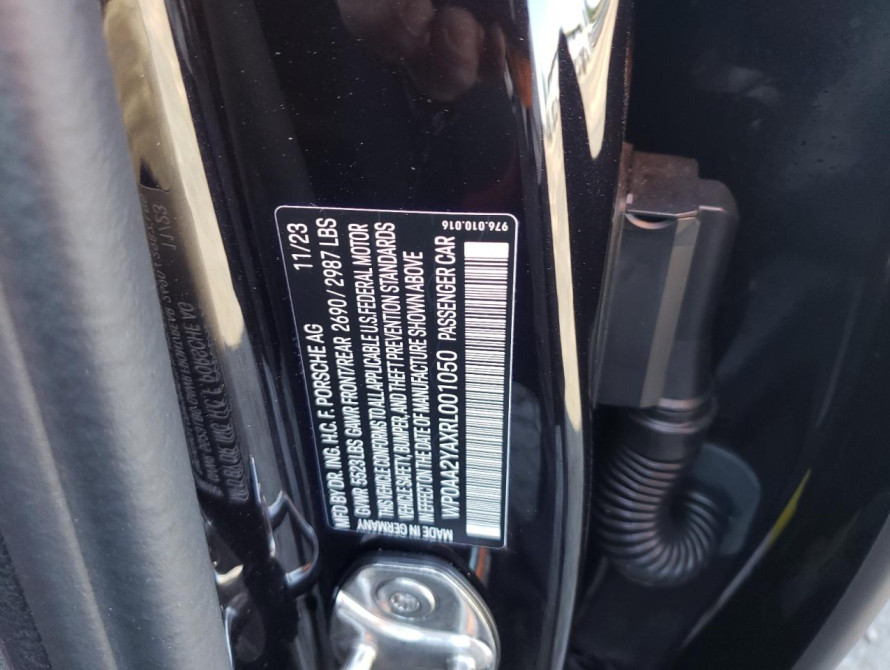 MFD BY DR. ING. H.C. F. PORSCHE AG 11/23
GVWR 5523 LBS GAWR FRONT/REAR 2690/2987 LBS
THIS VEHICLE CONFORMS TO ALL APPLICABLE U.S. FEDERAL MOTOR
VEHICLE SAFETY, BUMPER, AND THEFT PREVENTION STANDARDS
IN EFFECT ON THE DATE OF MANUFACTURE SHOWN ABOVE
WP0AA2YAXRL001050 PASSENGER CAR
MADE IN GERMANY
976.010.016